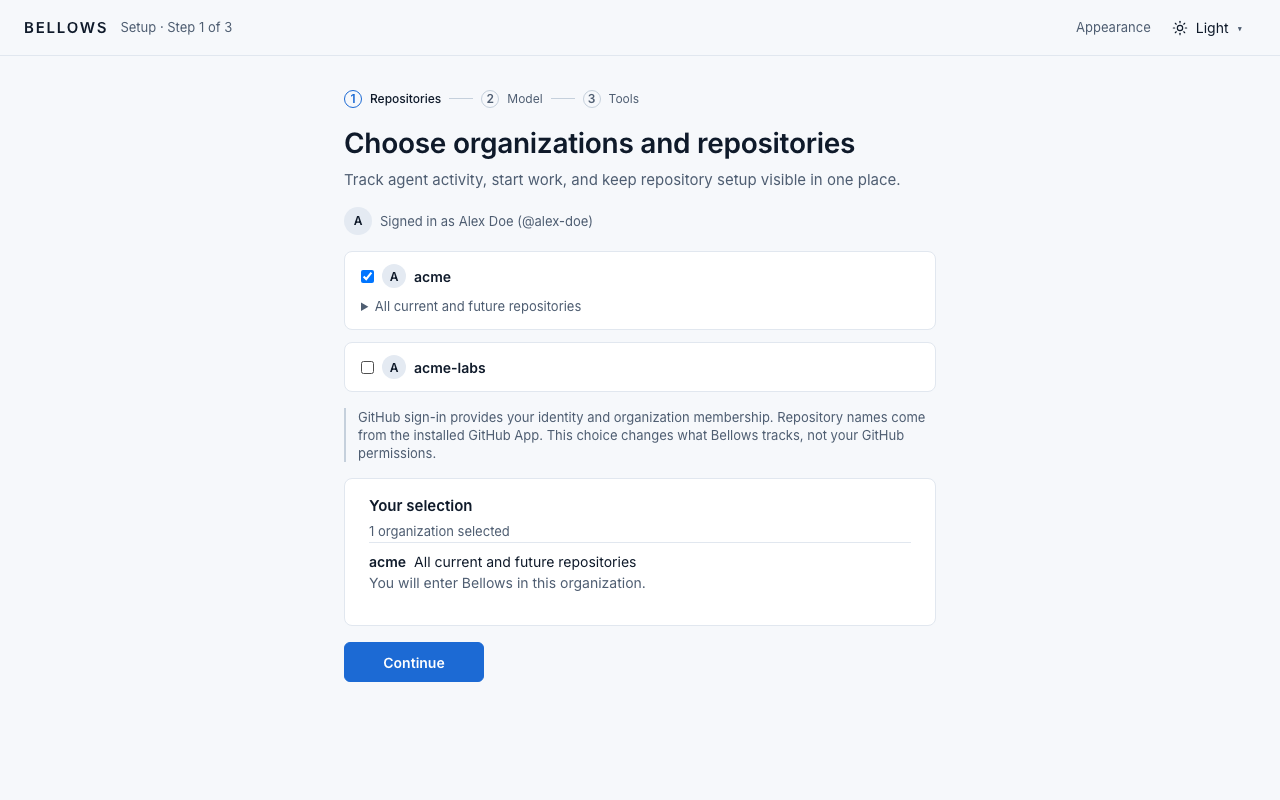 BELLOWS Setup · Step 1 of 3 Appearance Light ▾
1 Repositories 2 Model 3 Tools
Choose organizations and repositories
Track agent activity, start work, and keep repository setup visible in one place.
A Signed in as Alex Doe (@alex-doe)
A acme
▶ All current and future repositories
A acme-labs
GitHub sign-in provides your identity and organization membership. Repository names come
from the installed GitHub App. This choice changes what Bellows tracks, not your GitHub
permissions.
Your selection
1 organization selected
acme All current and future repositories
You will enter Bellows in this organization.
Continue